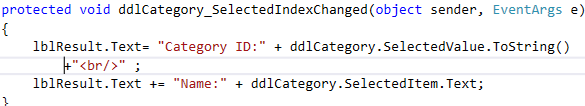 protected void ddlCategory_SelectedIndexChanged(object sender, EventArgs e)
{
lblResult.Text= "Category ID:" + ddlCategory.SelectedValue.ToString()
+"<br/>" ;
lblResult.Text += "Name:" + ddlCategory.SelectedItem.Text;
}